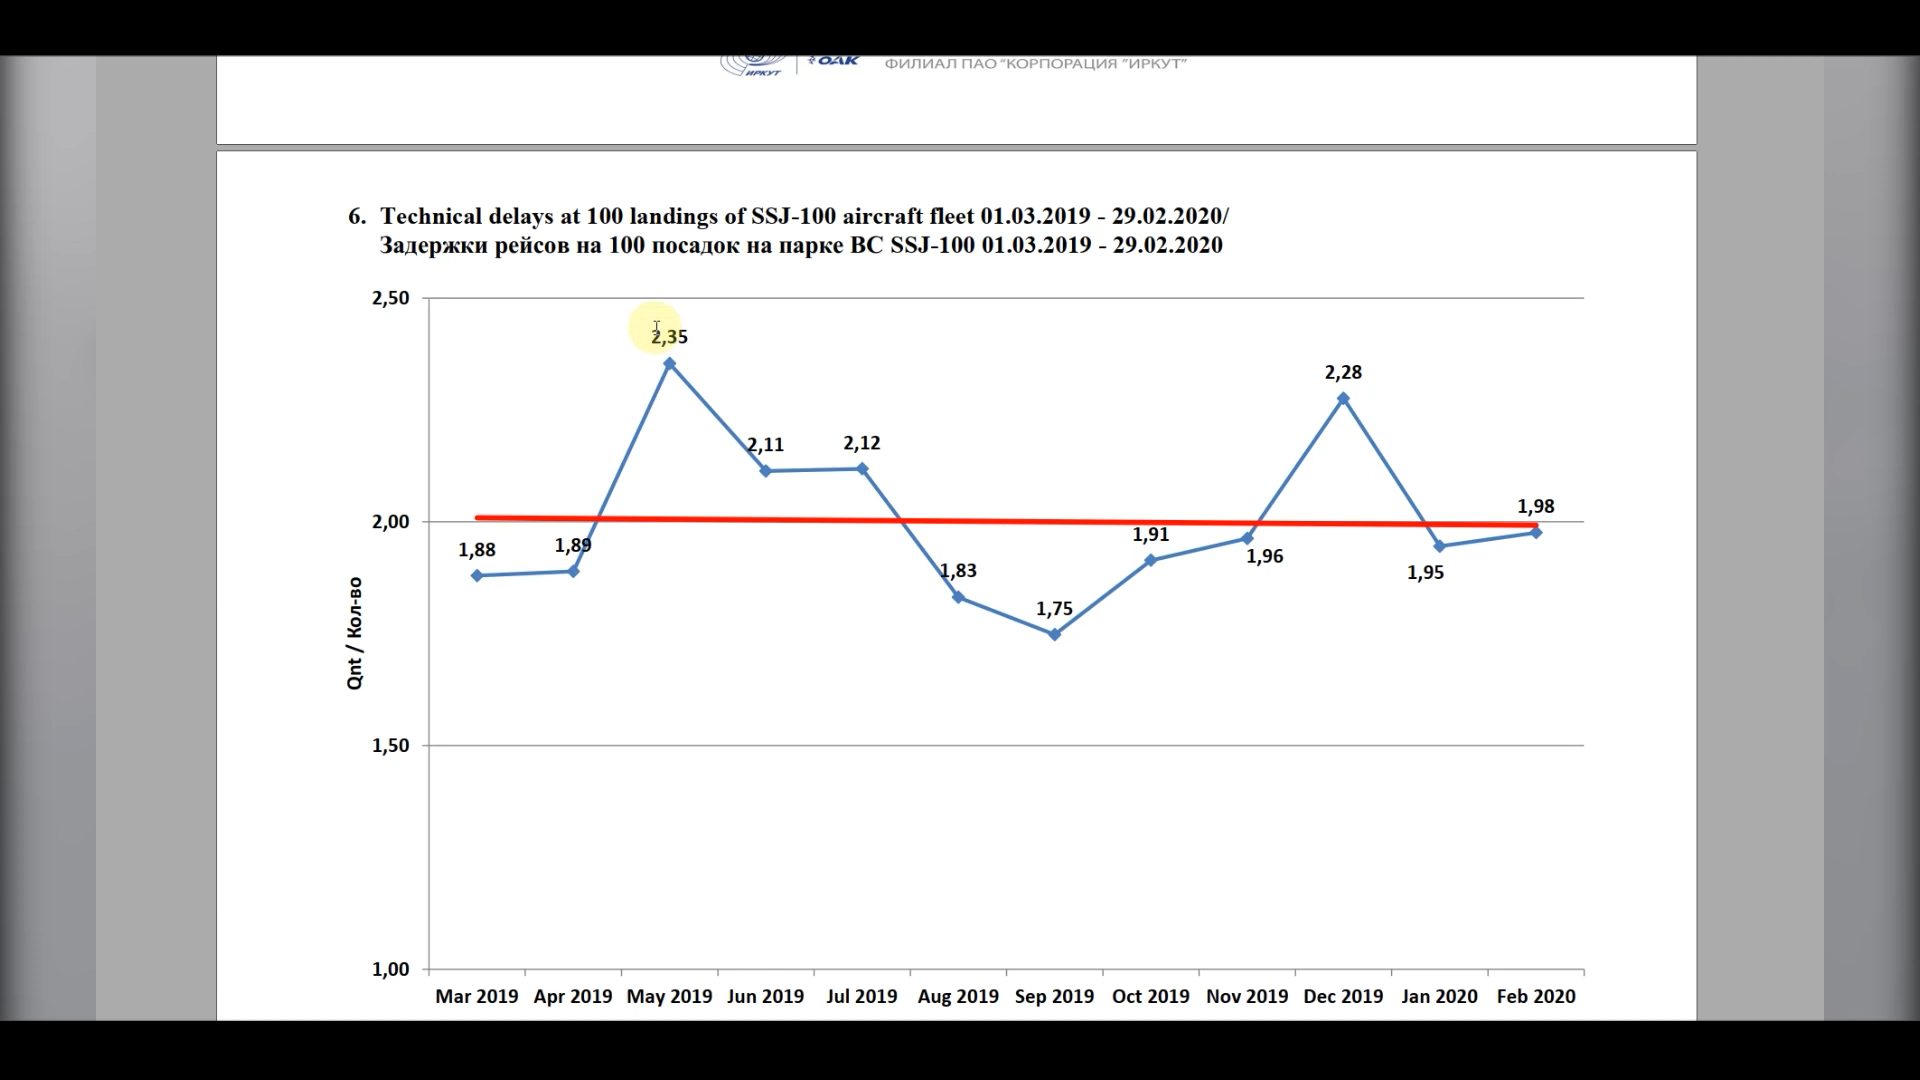 ИРКУТ
ОАК
ФИЛИАЛ ПАО "КОРПОРАЦИЯ "ИРКУТ"
6. Technical delays at 100 landings of SSJ-100 aircraft fleet 01.03.2019 - 29.02.2020/
Задержки рейсов на 100 посадок на парке ВС SSJ-100 01.03.2019 - 29.02.2020
2,50
2,35
2,28
2,11
2,12
2,00
1,98
1,88
1,89
1,91
1,96
1,95
1,83
1,75
Qnt / Кол-во
1,50
1,00
Mar 2019 Apr 2019 May 2019 Jun 2019 Jul 2019 Aug 2019 Sep 2019 Oct 2019 Nov 2019 Dec 2019 Jan 2020 Feb 2020